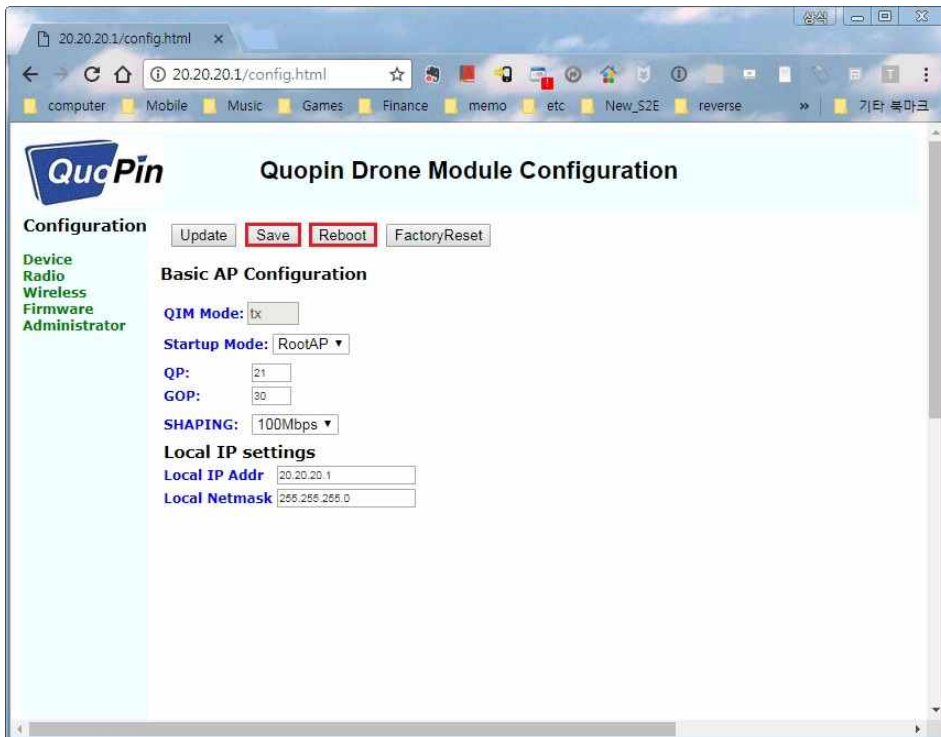 상식
20.20.20.1/config.html ×
20.20.20.1/config.html
computer Mobile Music Games Finance memo etc New_S2E reverse » 기타 북마크
QuoPin
Quopin Drone Module Configuration
Configuration
Update Save Reboot FactoryReset
Device
Radio
Wireless
Firmware
Administrator
Basic AP Configuration
QIM Mode: tx
Startup Mode: RootAP
QP: 21
GOP: 30
SHAPING: 100Mbps
Local IP settings
Local IP Addr 20.20.20.1
Local Netmask 255.255.255.0